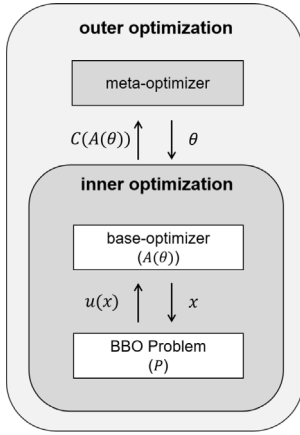 outer optimization
meta-optimizer
C(A(θ)) θ
inner optimization
base-optimizer
(A(θ))
u(x) x
BBO Problem
(P)